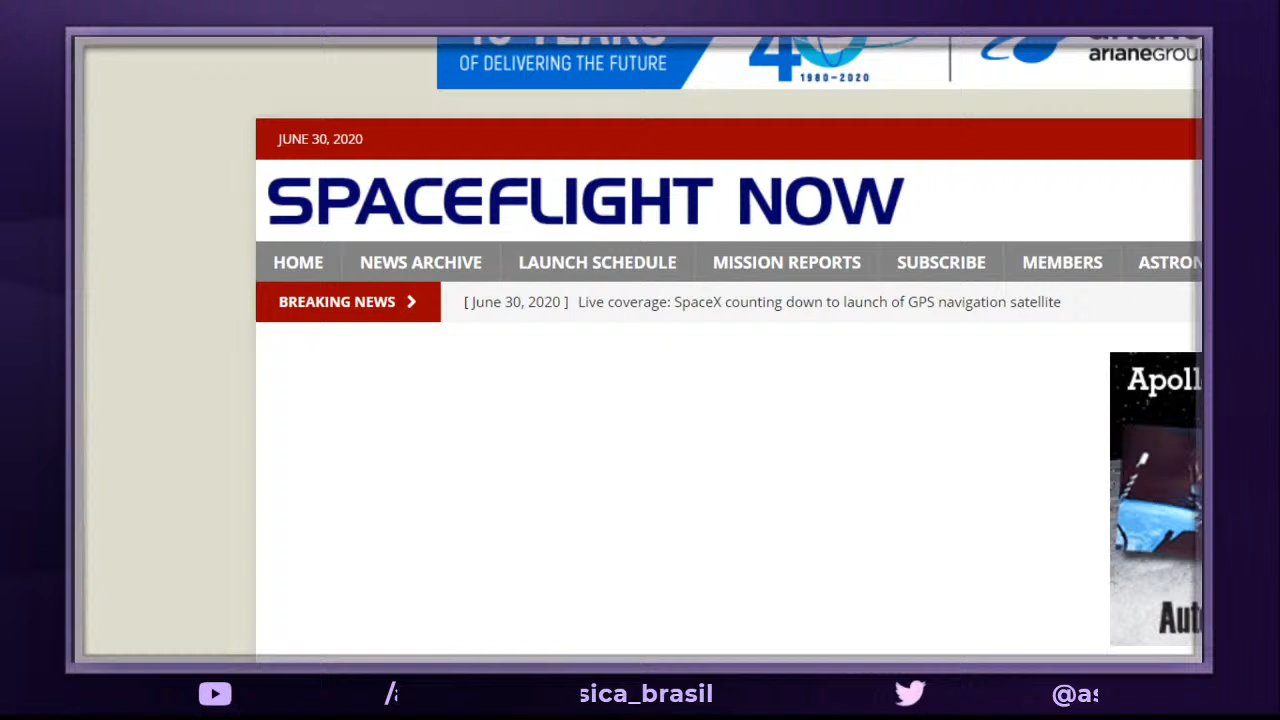 OF DELIVERING THE FUTURE
40
1980-2020
arianegrou
JUNE 30, 2020
SPACEFLIGHT NOW
HOME NEWS ARCHIVE LAUNCH SCHEDULE MISSION REPORTS SUBSCRIBE MEMBERS ASTRON
BREAKING NEWS [ June 30, 2020 ] Live coverage: SpaceX counting down to launch of GPS navigation satellite
Apoll
Aut
sica_brasil @as